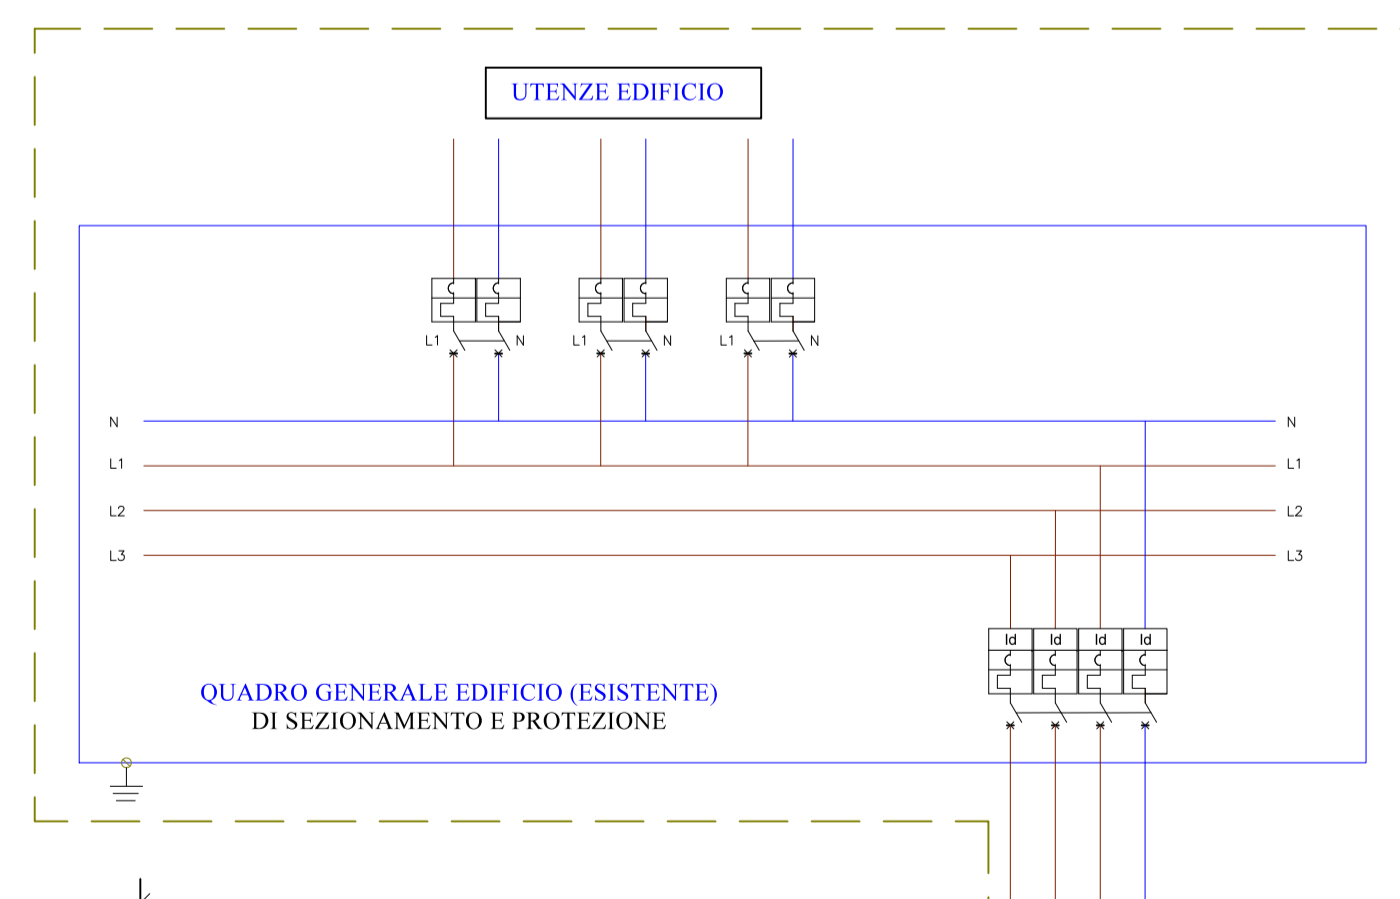 UTENZE EDIFICIO
L1 N L1 N L1 N
N N
L1 L1
L2 L2
L3 L3
Id Id Id Id
QUADRO GENERALE EDIFICIO (ESISTENTE)
DI SEZIONAMENTO E PROTEZIONE